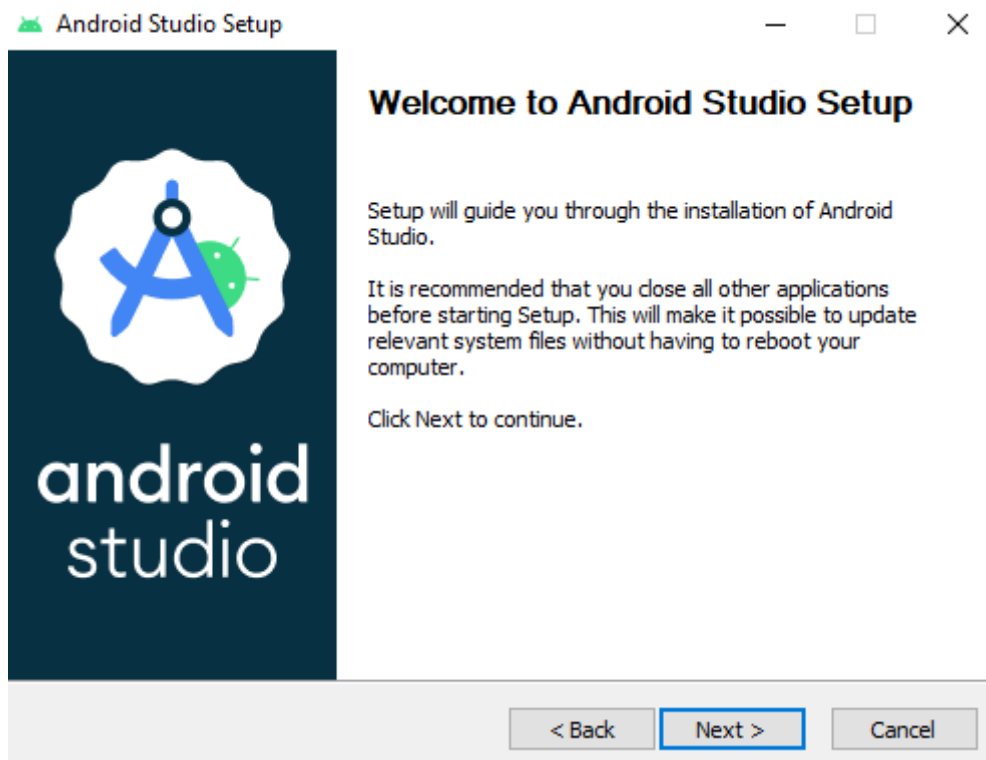 Android Studio Setup
Welcome to Android Studio Setup
Setup will guide you through the installation of Android
Studio.
It is recommended that you close all other applications
before starting Setup. This will make it possible to update
relevant system files without having to reboot your
computer.
Click Next to continue.
android
studio
< Back
Next >
Cancel